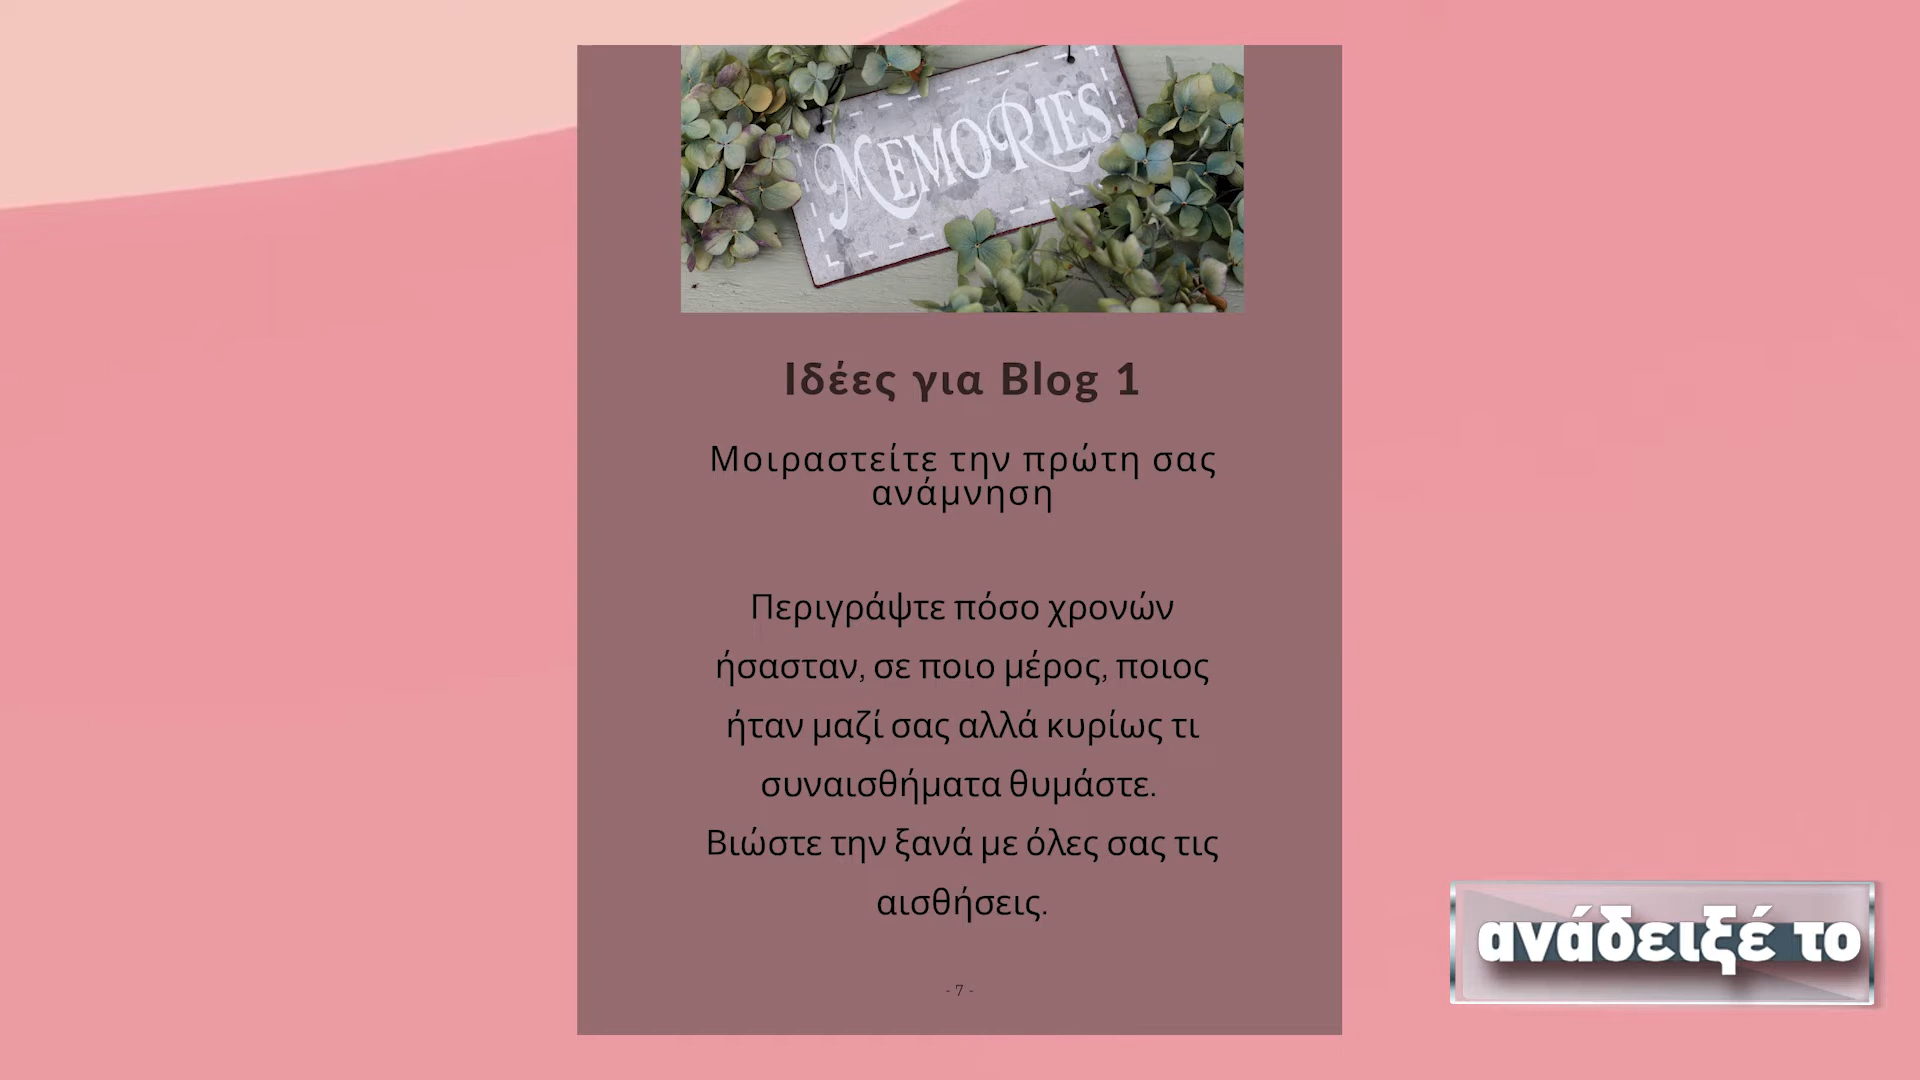 MEMORIES
Ιδέες για Blog 1
Μοιραστείτε την πρώτη σας
ανάμνηση
Περιγράψτε πόσο χρονών
ήσασταν, σε ποιο μέρος, ποιος
ήταν μαζί σας αλλά κυρίως τι
συναισθήματα θυμάστε.
Βιώστε την ξανά με όλες σας τις
αισθήσεις.
- 7 -
ανάδειξέ το